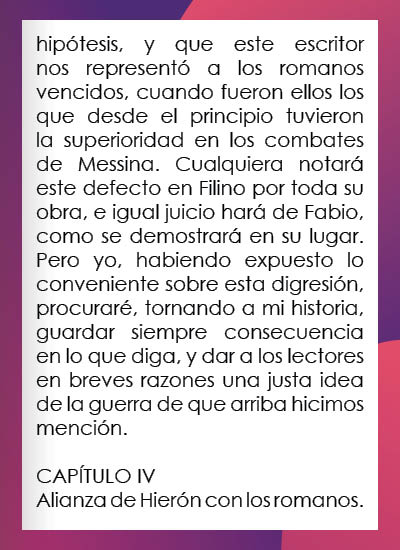 hipótesis, y que este escritor
nos representó a los romanos
vencidos, cuando fueron ellos los
que desde el principio tuvieron
la superioridad en los combates
de Messina. Cualquiera notará
este defecto en Filino por toda su
obra, e igual juicio hará de Fabio,
como se demostrará en su lugar.
Pero yo, habiendo expuesto lo
conveniente sobre esta digresión,
procuraré, tornando a mi historia,
guardar siempre consecuencia
en lo que diga, y dar a los lectores
en breves razones una justa idea
de la guerra de que arriba hicimos
mención.
CAPÍTULO IV
Alianza de Hierón con los romanos.